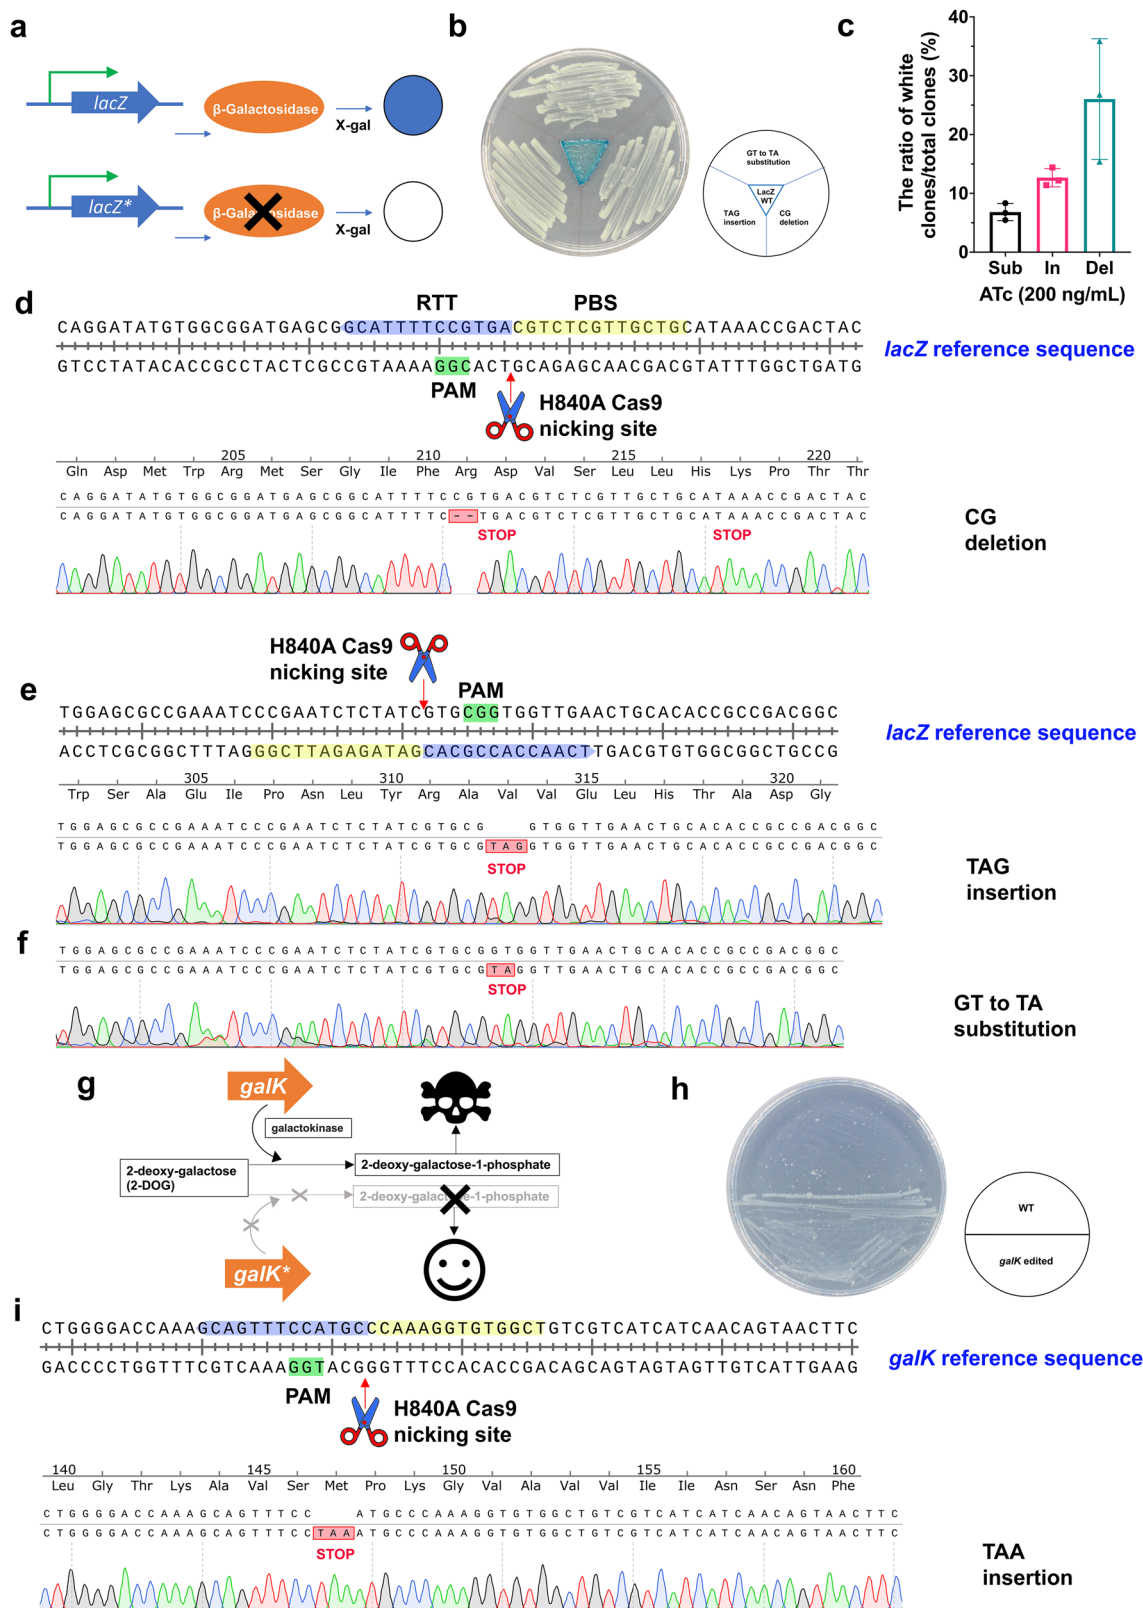 a
lacZ
β-Galactosidase
X-gal
lacZ*
β-Galactosidase
X-gal
b
GT to TA
substitution
LacZ
WT
TAG
insertion
CG
deletion
c
The ratio of white
clones/total clones (%)
40
30
20
10
0
Sub In Del
ATc (200 ng/mL)
d
RTT PBS
CAGGATATGTGGCGGATGAGCGGCATTTTCCGTGACGTCTCGTTGCTGCATAAACCGACTAC
GTCCTATACACCGCCTACTCGCCGTAAAAGGCACTGCAGAGCAACGACGTATTTGGCTGATG
lacZ reference sequence
PAM
H840A Cas9
nicking site
205 210 215 220
Gln Asp Met Trp Arg Met Ser Gly Ile Phe Arg Asp Val Ser Leu Leu His Lys Pro Thr Thr
CAGGATATGTGGCGGATGAGCGGCATTTTCCGTGACGTCTCGTTGCTGCATAAACCGACTAC
CAGGATATGTGGCGGATGAGCGGCATTTTC--TGACGTCTCGTTGCTGCATAAACCGACTAC
STOP STOP
CG
deletion
H840A Cas9
nicking site
e
PAM
TGGAGCGCCGAAATCCCGAATCTCTATCGTGCGGTGGTTGAACTGCACACCGCCGACGGC
ACCTCGCGGCTTTAGGGCTTAGAGATAGCACGCCACCAACTTGACGTGTGGCGGCTGCCG
lacZ reference sequence
305 310 315 320
Trp Ser Ala Glu Ile Pro Asn Leu Tyr Arg Ala Val Val Glu Leu His Thr Ala Asp Gly
TGGAGCGCCGAAATCCCGAATCTCTATCGTGCG GTGGTTGAACTGCACACCGCCGACGGC
TGGAGCGCCGAAATCCCGAATCTCTATCGTGCGTAGGTGGTTGAACTGCACACCGCCGACGGC
STOP
TAG
insertion
f
TGGAGCGCCGAAATCCCGAATCTCTATCGTGCGGTGGTTGAACTGCACACCGCCGACGGC
TGGAGCGCCGAAATCCCGAATCTCTATCGTGCGTAGGTTGAACTGCACACCGCCGACGGC
STOP
GT to TA
substitution
g
galK
galactokinase
2-deoxy-galactose
(2-DOG)
2-deoxy-galactose-1-phosphate
2-deoxy-galactose-1-phosphate
galK*
h
WT
galK edited
i
CTGGGGACCAAAGCAGTTTCCATGCCCAAAGGTGTGGCTGTCGTCATCATCAACAGTAACTTC
GACCCCTGGTTTCGTCAAAGGTACGGGTTTCCACACCGACAGCAGTAGTAGTTGTCATTGAAG
galK reference sequence
PAM
H840A Cas9
nicking site
140 145 150 155 160
Leu Gly Thr Lys Ala Val Ser Met Pro Lys Gly Val Ala Val Val Ile Ile Asn Ser Asn Phe
CTGGGGACCAAAGCAGTTTCC ATGCCCAAAGGTGTGGCTGTCGTCATCATCAACAGTAACTTC
CTGGGGACCAAAGCAGTTTCCTAAATGCCCAAAGGTGTGGCTGTCGTCATCATCAACAGTAACTTC
STOP
TAA
insertion